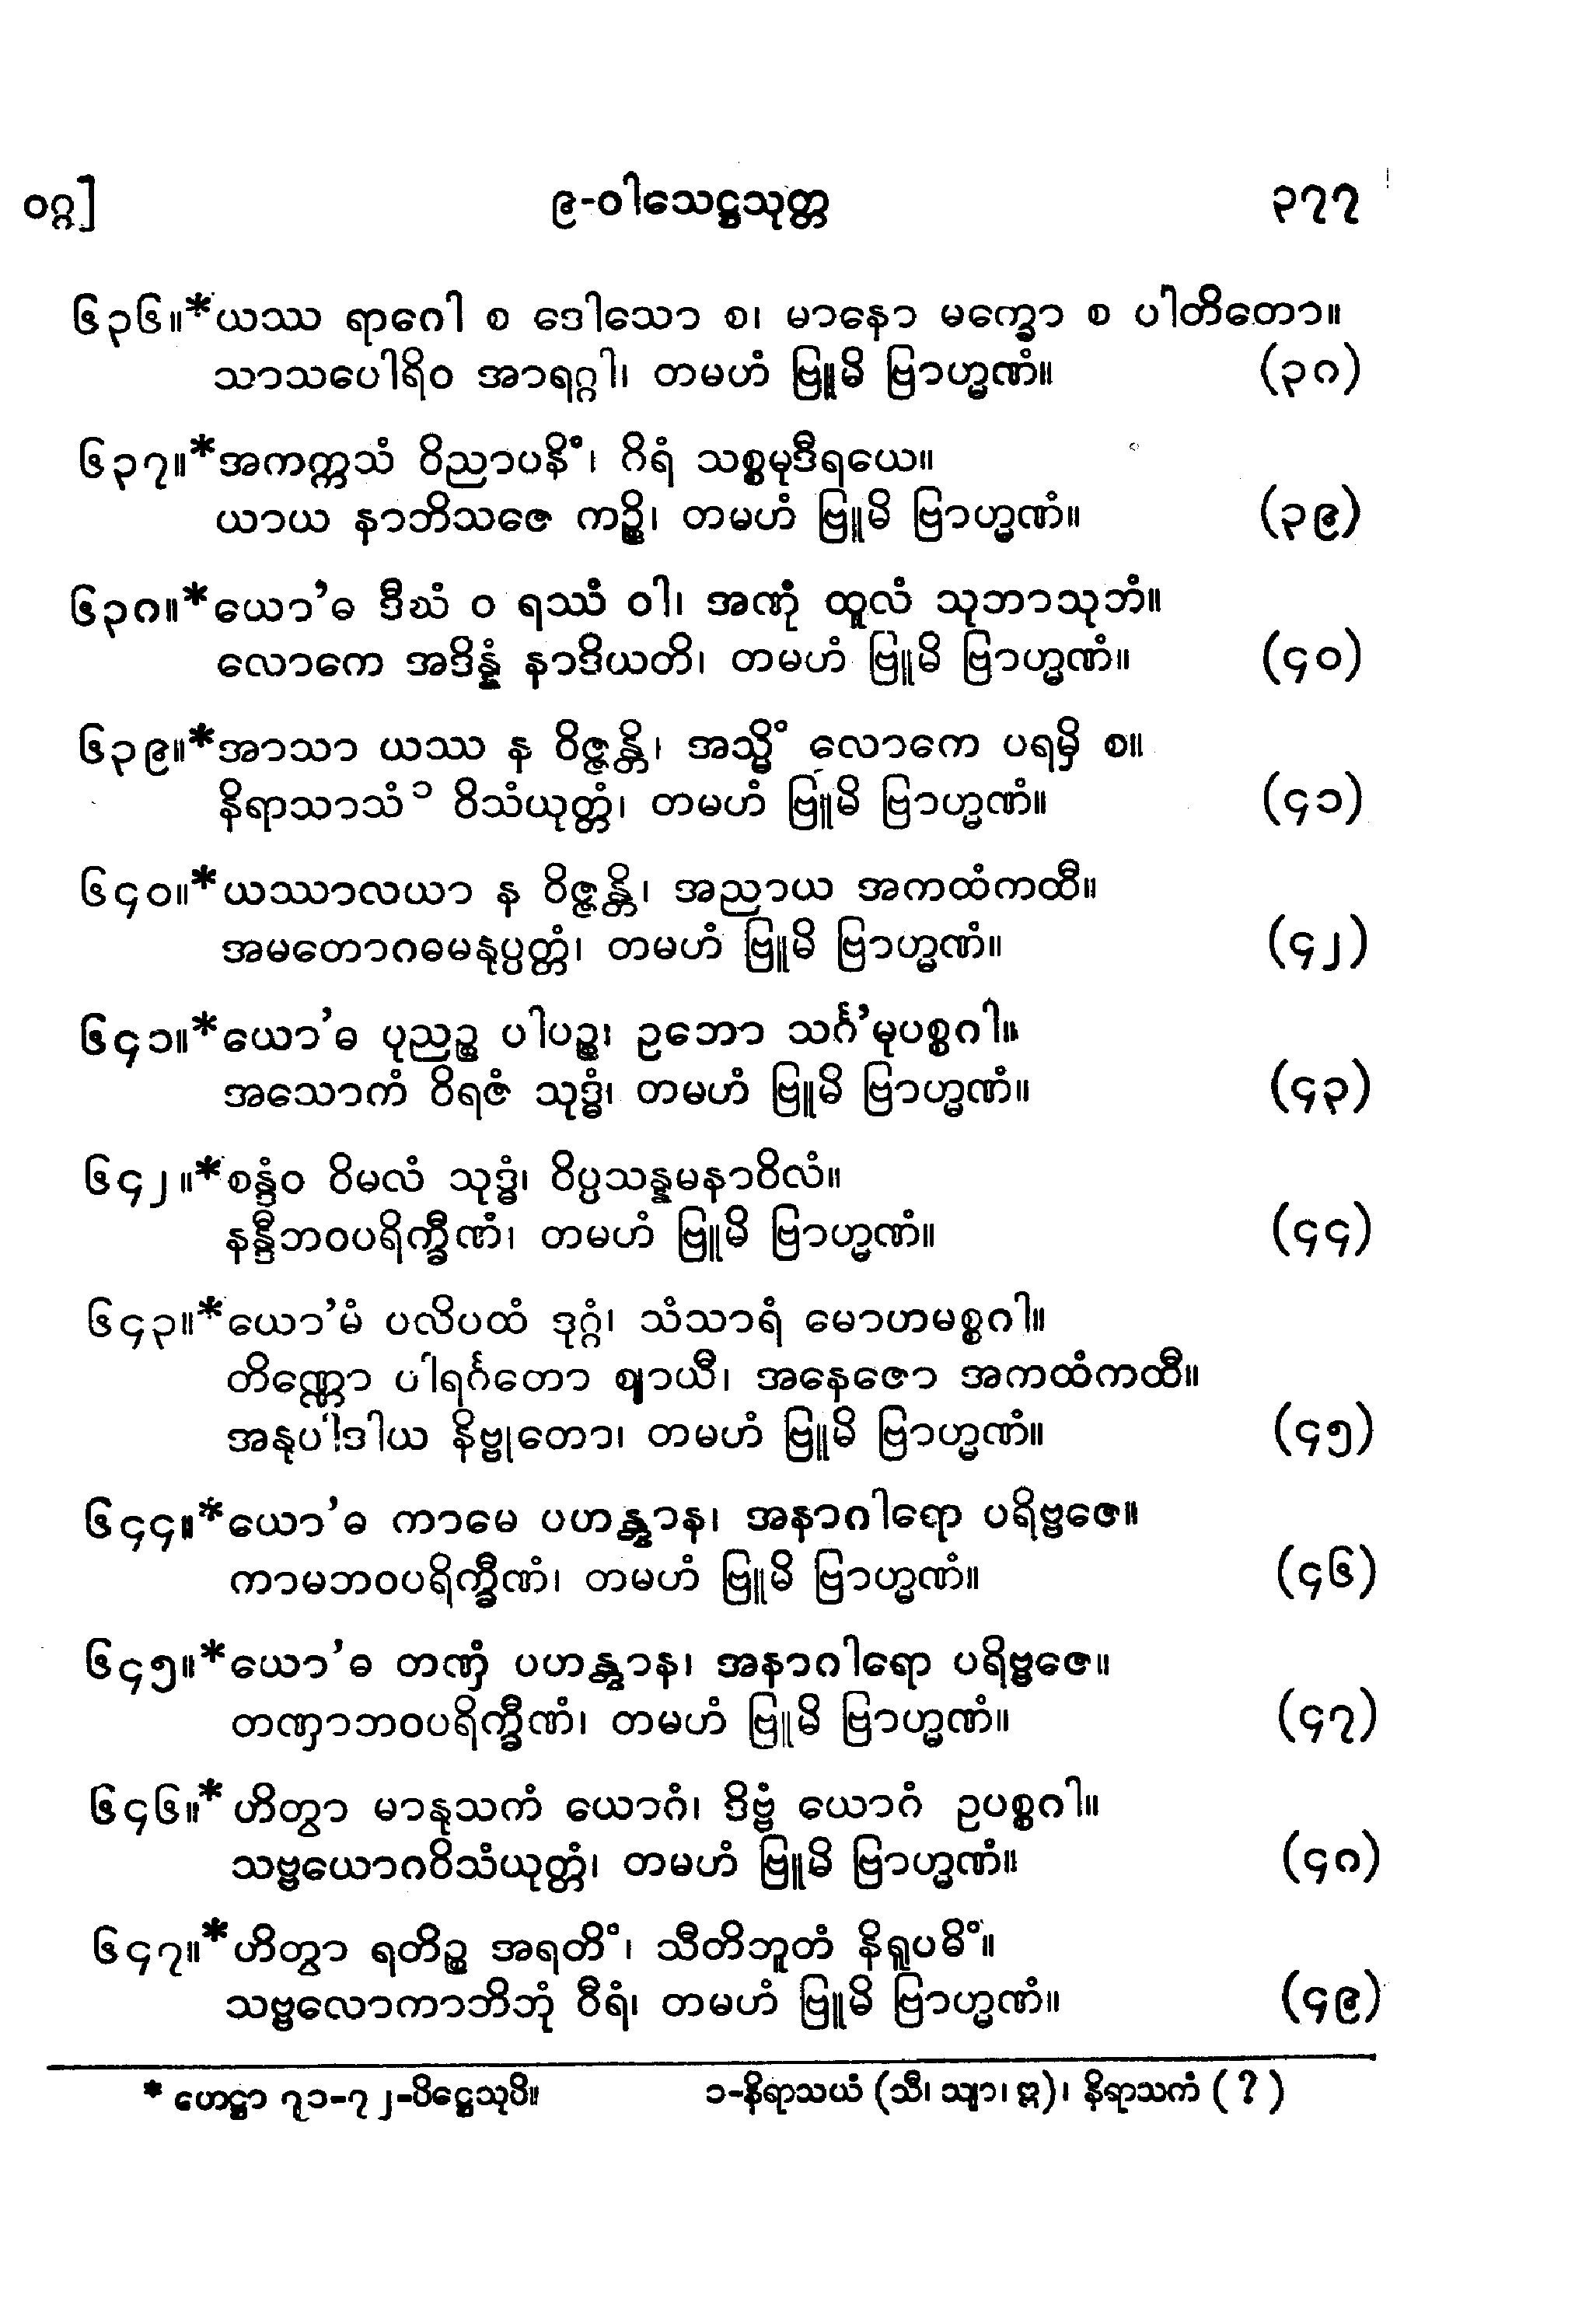 ဝဂ္ဂ] ၉-ဝါသေဋ္ဌသုတ္တ ၃၇၇
၆၃၆။*ယဿ ရာဂေါ စ ဒေါသော စ၊ မာနော မက္ခော စ ပါတိတော။
သာသပေါရိဝ အာရဂ္ဂါ၊ တမဟံ ဗြူမိ ဗြာဟ္မဏံ။ (၃၈)
၆၃၇။*အကက္ကသံ ဝိညာပနိံ၊ ဂိရံ သစ္စမုဒီရယေ။
ယာယ နာဘိသဇေ ကဉ္စိ၊ တမဟံ ဗြူမိ ဗြာဟ္မဏံ။ (၃၉)
၆၃၈။*ယော’ဓ ဒီဃံ ဝ ရဿံ ဝါ၊ အဏုံ ထူလံ သုဘာသုဘံ။
လောကေ အဒိန္နံ နာဒိယတိ၊ တမဟံ ဗြူမိ ဗြာဟ္မဏံ။ (၄၀)
၆၃၉။*အာသာ ယဿ န ဝိဇ္ဇန္တိ၊ အသ္မိံ လောကေ ပရမှိ စ။
နိရာသာသံ၁ ဝိသံယုတ္တံ၊ တမဟံ ဗြူမိ ဗြာဟ္မဏံ။ (၄၁)
၆၄၀။*ယဿာလယာ န ဝိဇ္ဇန္တိ၊ အညာယ အကထံကထီ။
အမတောဂဓမနုပ္ပတ္တံ၊ တမဟံ ဗြူမိ ဗြာဟ္မဏံ။ (၄၂)
၆၄၁။*ယော’ဓ ပုညဉ္စ ပါပဉ္စ၊ ဥဘော သင်္ဂ’မုပစ္စဂါ။
အသောကံ ဝိရဇံ သုဒ္ဓံ၊ တမဟံ ဗြူမိ ဗြာဟ္မဏံ။ (၄၃)
၆၄၂။*စန္ဒံဝ ဝိမလံ သုဒ္ဓံ၊ ဝိပ္ပသန္နမနာဝိလံ။
နန္ဒီဘဝပရိက္ခီဏံ၊ တမဟံ ဗြူမိ ဗြာဟ္မဏံ။ (၄၄)
၆၄၃။*ယော’မံ ပလိပထံ ဒုဂ္ဂံ၊ သံသာရံ မောဟမစ္စဂါ။
တိဏ္ဏော ပါရင်္ဂတော ဈာယီ၊ အနေဇော အကထံကထီ။
အနုပါဒါယ နိဗ္ဗုတော၊ တမဟံ ဗြူမိ ဗြာဟ္မဏံ။ (၄၅)
၆၄၄။*ယော’ဓ ကာမေ ပဟန္တွာန၊ အနာဂါရော ပရိဗ္ဗဇေ။
ကာမဘဝပရိက္ခီဏံ၊ တမဟံ ဗြူမိ ဗြာဟ္မဏံ။ (၄၆)
၆၄၅။*ယော’ဓ တဏှံ ပဟန္တွာန၊ အနာဂါရော ပရိဗ္ဗဇေ။
တဏှာဘဝပရိက္ခီဏံ၊ တမဟံ ဗြူမိ ဗြာဟ္မဏံ။ (၄၇)
၆၄၆။*ဟိတွာ မာနုသကံ ယောဂံ၊ ဒိဗ္ဗံ ယောဂံ ဥပစ္စဂါ။
သဗ္ဗယောဂဝိသံယုတ္တံ၊ တမဟံ ဗြူမိ ဗြာဟ္မဏံ။ (၄၈)
၆၄၇။*ဟိတွာ ရတိဉ္စ အရတိံ၊ သီတိဘူတံ နိရူပဓိံ။
သဗ္ဗလောကာဘိဘုံ ဝီရံ၊ တမဟံ ဗြူမိ ဗြာဟ္မဏံ။ (၄၉)
* ဟေဋ္ဌာ ၇၁-၇၂-ပိဋ္ဌေသုပိ။ ၁-နိရာသယံ (သီ၊ သျာ၊ ဣ)၊ နိရာသကံ (?)